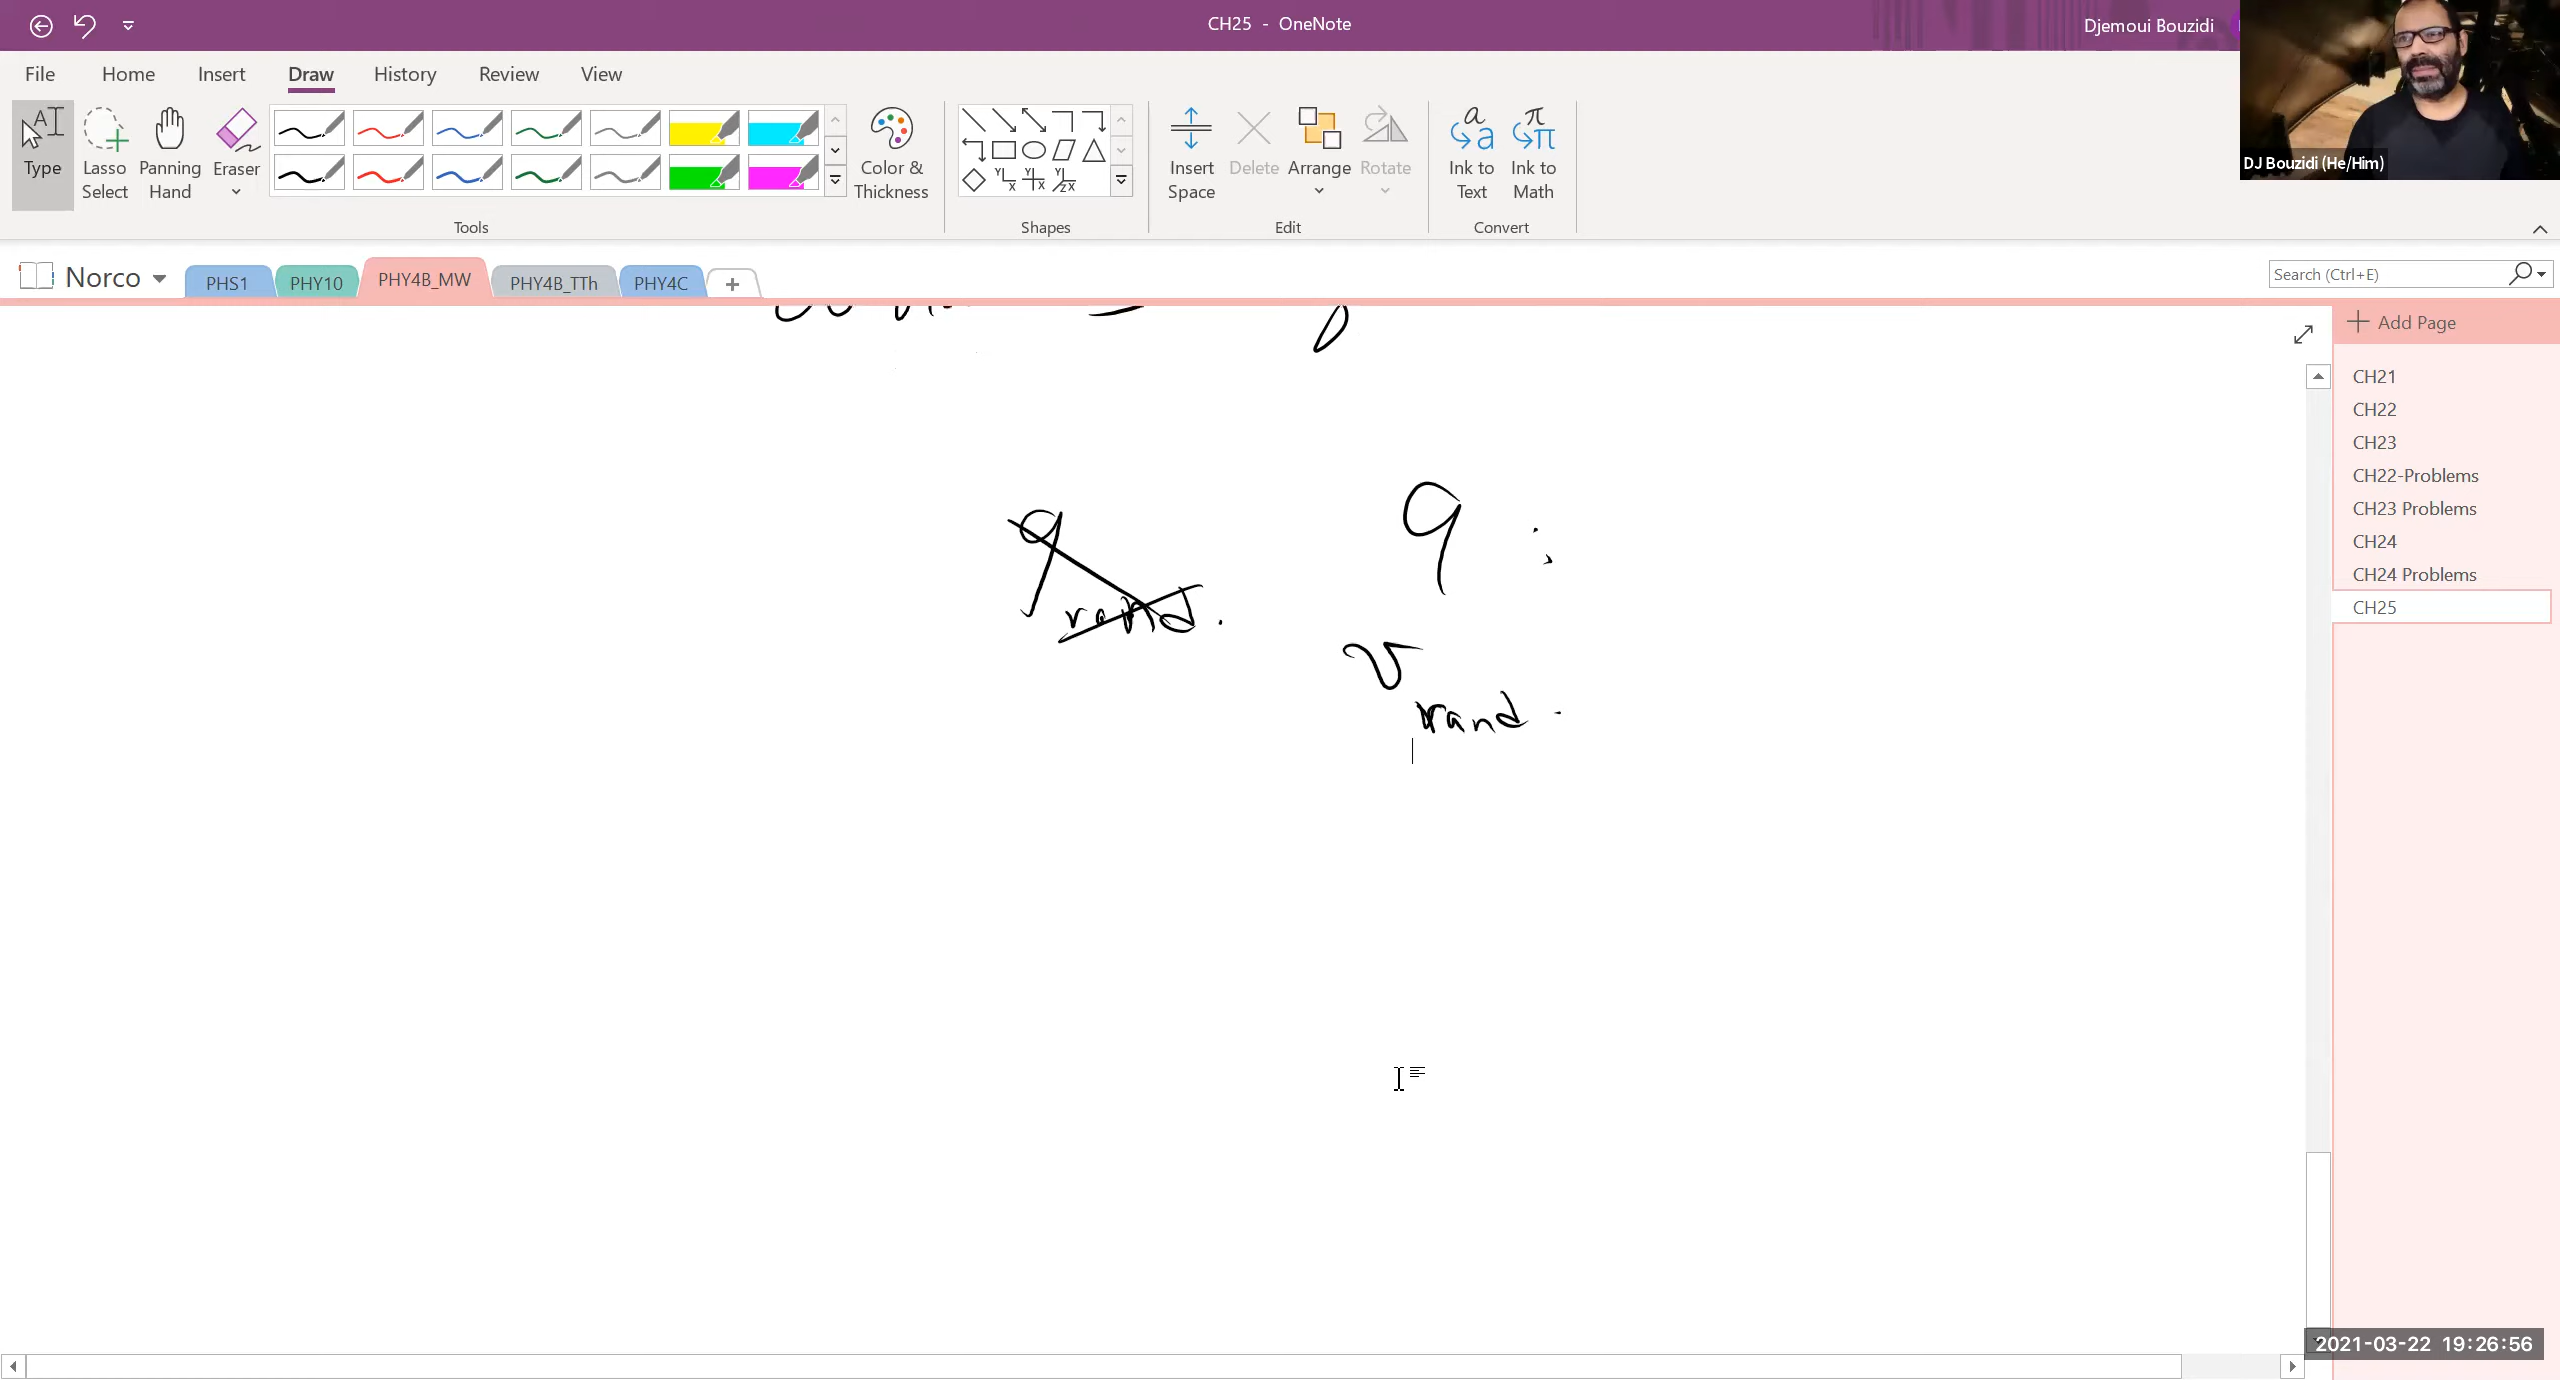 CH25 - OneNote
Djemoui Bouzidi
File Home Insert Draw History Review View
Type
Lasso Select
Panning Hand
Eraser
Color & Thickness
Insert Space
Delete
Arrange
Rotate
Ink to Text
Ink to Math
Tools
Shapes
Edit
Convert
DJ Bouzidi (He/Him)
Norco
PHS1 PHY10 PHY4B_MW PHY4B_TTh PHY4C
Search (Ctrl+E)
Add Page
CH21
CH22
CH23
CH22-Problems
CH23 Problems
CH24
CH24 Problems
CH25
q :
rand.
v
rand.
2021-03-22 19:26:56